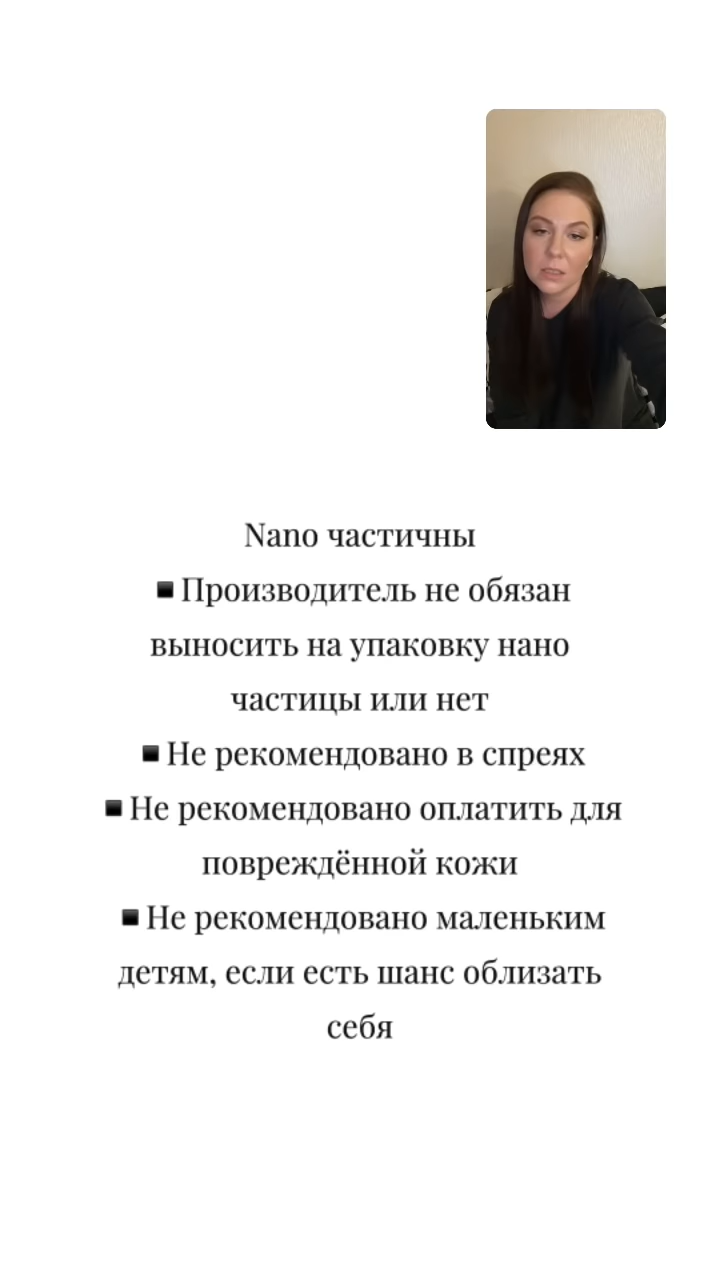 Nano частичны
▪️Производитель не обязан
выносить на упаковку нано
частицы или нет
▪️Не рекомендовано в спреях
▪️Не рекомендовано оплатить для
повреждённой кожи
▪️Не рекомендовано маленьким
детям, если есть шанс облизать
себя